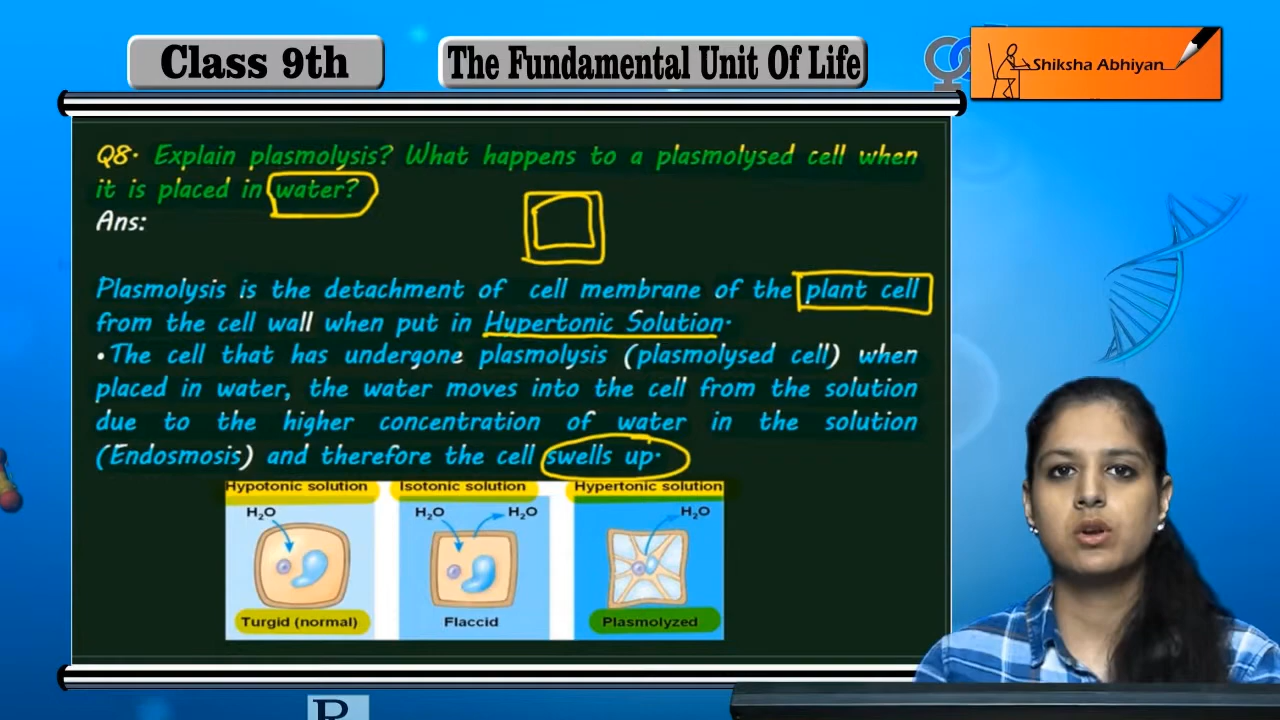 Class 9th
The Fundamental Unit Of Life
Shiksha Abhiyan
Q8. Explain plasmolysis? What happens to a plasmolysed cell when
it is placed in water?
Ans:
Plasmolysis is the detachment of cell membrane of the plant cell
from the cell wall when put in Hypertonic Solution.
•The cell that has undergone plasmolysis (plasmolysed cell) when
placed in water, the water moves into the cell from the solution
due to the higher concentration of water in the solution
(Endosmosis) and therefore the cell swells up.
Hypotonic solution
Isotonic solution
Hypertonic solution
H₂O
H₂O
H₂O
H₂O
Turgid (normal)
Flaccid
Plasmolyzed